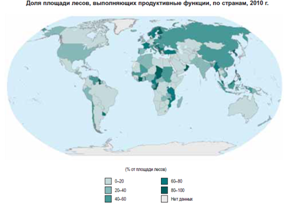 Доля площади лесов, выполняющих продуктивные функции, по странам, 2010 г.
(% от площади лесов)
0–20
20–40
40–60
60–80
80–100
Нет данных